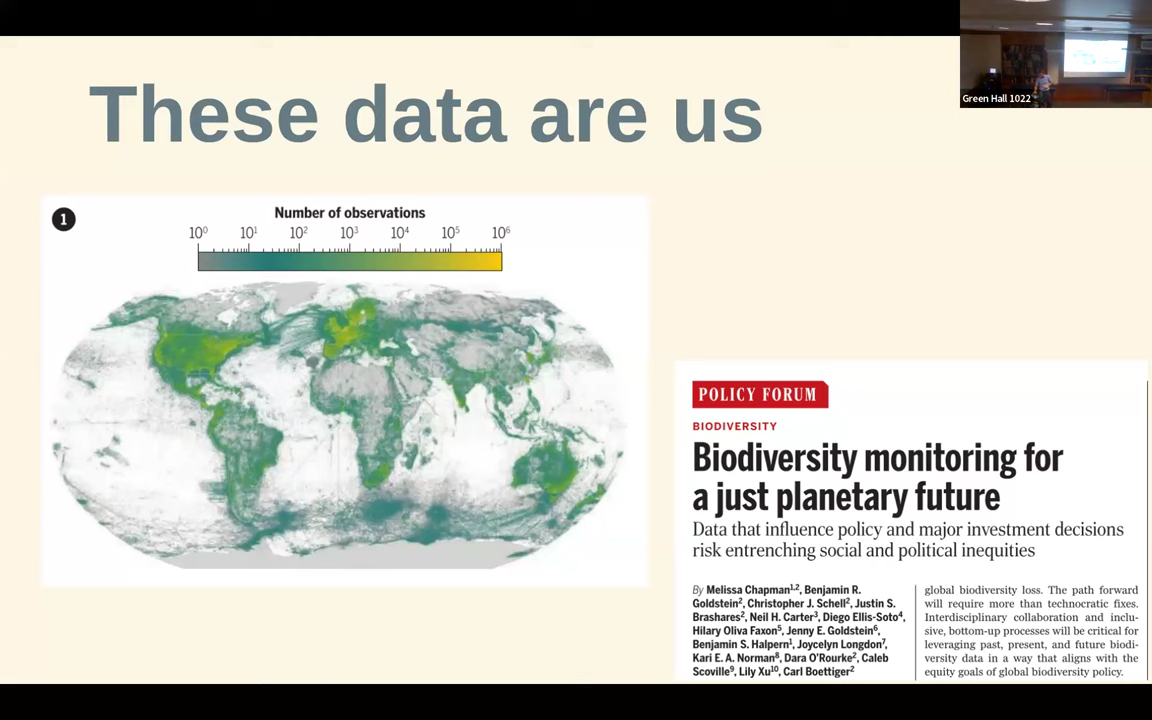 Green Hall 1022
These data are us
1
Number of observations
10⁰ 10¹ 10² 10³ 10⁴ 10⁵ 10⁶
POLICY FORUM
BIODIVERSITY
Biodiversity monitoring for
a just planetary future
Data that influence policy and major investment decisions
risk entrenching social and political inequities
By Melissa Chapman¹,², Benjamin R.
Goldstein², Christopher J. Schell², Justin S.
Brashares², Neil H. Carter³, Diego Ellis-Soto⁴,
Hilary Oliva Faxon⁵, Jenny E. Goldstein⁶,
Benjamin S. Halpern¹, Joycelyn Longdon⁷,
Kari E. A. Norman⁸, Dara O'Rourke², Caleb
Scoville⁹, Lily Xu¹⁰, Carl Boettiger²
global biodiversity loss. The path forward
will require more than technocratic fixes.
Interdisciplinary collaboration and inclu-
sive, bottom-up processes will be critical for
leveraging past, present, and future biodi-
versity data in a way that aligns with the
equity goals of global biodiversity policy.